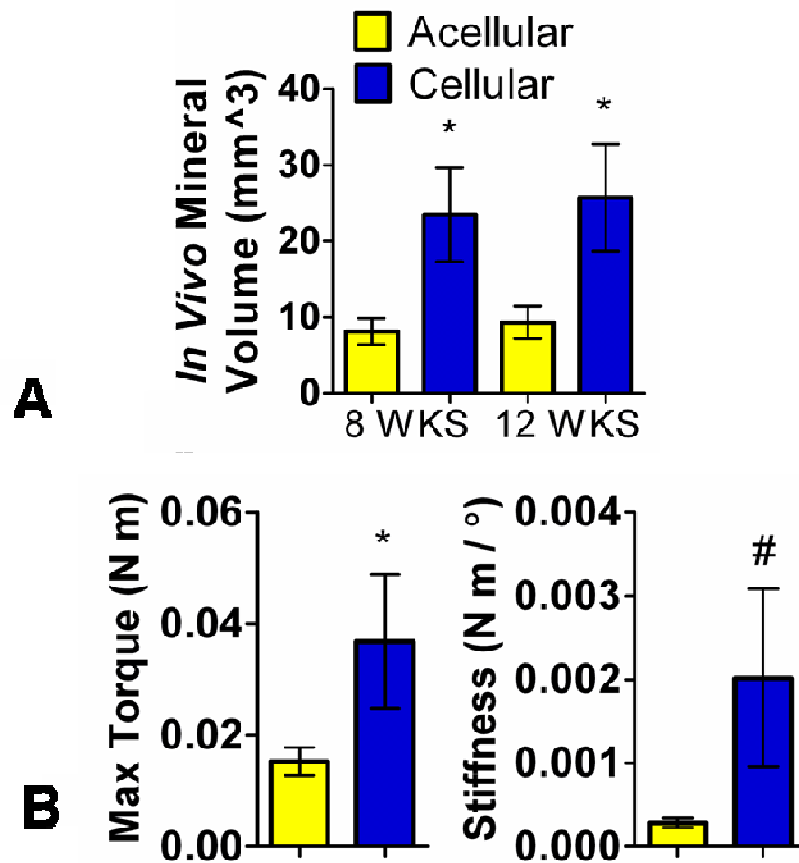 Acellular
Cellular
In Vivo Mineral
Volume (mm^3)
40
30
20
10
0
*
*
8 WKS
12 WKS
A
Max Torque (N m)
0.06
0.04
0.02
0.00
*
Stiffness (N m / °)
0.004
0.003
0.002
0.001
0.000
#
B